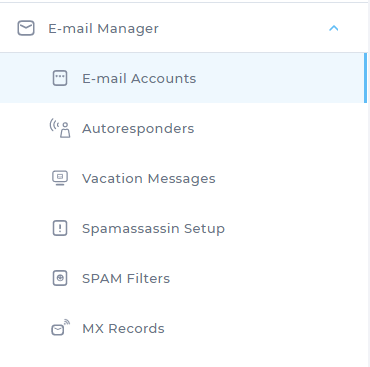 E-mail Manager
E-mail Accounts
Autoresponders
Vacation Messages
Spamassassin Setup
SPAM Filters
MX Records